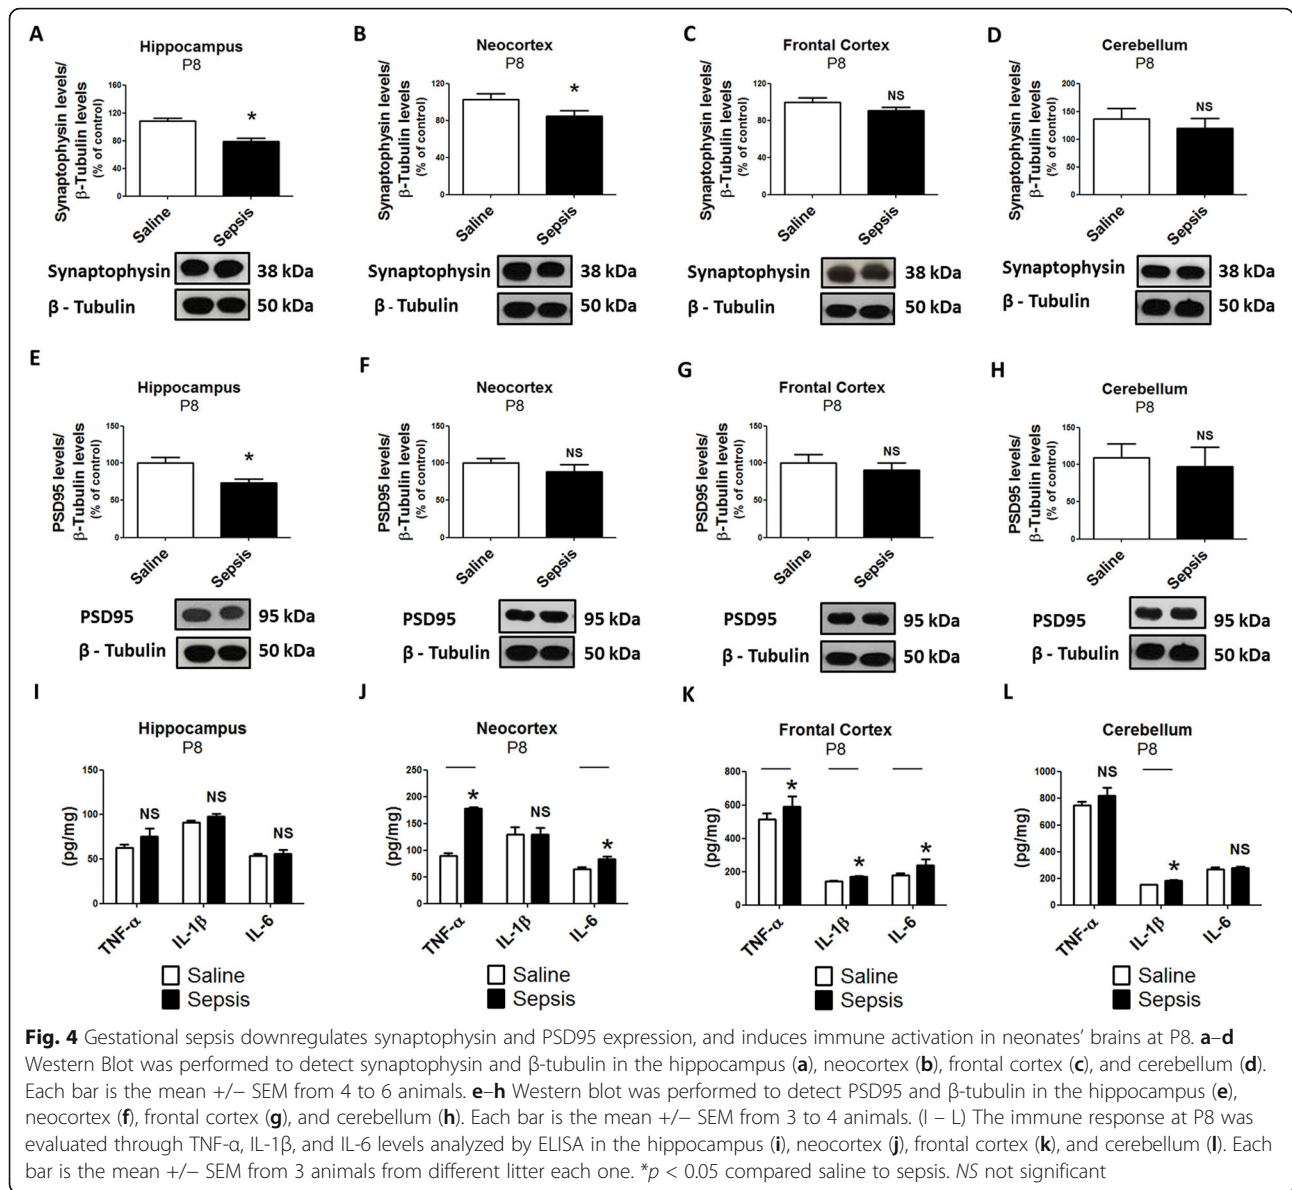 A
Hippocampus
P8
Synaptophysin levels/
β-Tubulin levels
(% of control)
160
120
80
40
0
*
Saline
Sepsis
Synaptophysin
38 kDa
β - Tubulin
50 kDa
B
Neocortex
P8
Synaptophysin levels/
β-Tubulin levels
(% of control)
120
80
40
0
*
Saline
Sepsis
Synaptophysin
38 kDa
β - Tubulin
50 kDa
C
Frontal Cortex
P8
Synaptophysin levels/
β-Tubulin levels
(% of control)
120
80
40
0
NS
Saline
Sepsis
Synaptophysin
38 kDa
β - Tubulin
50 kDa
D
Cerebellum
P8
Synaptophysin levels/
β-Tubulin levels
(% of control)
200
150
100
50
0
NS
Saline
Sepsis
Synaptophysin
38 kDa
β - Tubulin
50 kDa
E
Hippocampus
P8
PSD95 levels/
β-Tubulin levels
(% of control)
150
100
50
0
*
Saline
Sepsis
PSD95
95 kDa
β - Tubulin
50 kDa
F
Neocortex
P8
PSD95 levels/
β-Tubulin levels
(% of control)
150
100
50
0
NS
Saline
Sepsis
PSD95
95 kDa
β - Tubulin
50 kDa
G
Frontal Cortex
P8
PSD95 levels/
β-Tubulin levels
(% of control)
150
100
50
0
NS
Saline
Sepsis
PSD95
95 kDa
β - Tubulin
50 kDa
H
Cerebellum
P8
PSD95 levels/
β-Tubulin levels
(% of control)
150
100
50
0
NS
Saline
Sepsis
PSD95
95 kDa
β - Tubulin
50 kDa
I
Hippocampus
P8
(pg/mg)
150
100
50
0
NS
NS
NS
TNF-α
IL-1β
IL-6
Saline
Sepsis
J
Neocortex
P8
(pg/mg)
250
200
150
100
50
0
*
NS
*
TNF-α
IL-1β
IL-6
Saline
Sepsis
K
Frontal Cortex
P8
(pg/mg)
800
600
400
200
0
*
*
*
TNF-α
IL-1β
IL-6
Saline
Sepsis
L
Cerebellum
P8
(pg/mg)
1000
800
600
400
200
0
NS
*
NS
TNF-α
IL-1β
IL-6
Saline
Sepsis
Fig. 4 Gestational sepsis downregulates synaptophysin and PSD95 expression, and induces immune activation in neonates' brains at P8. a–d
Western Blot was performed to detect synaptophysin and β-tubulin in the hippocampus (a), neocortex (b), frontal cortex (c), and cerebellum (d).
Each bar is the mean +/− SEM from 4 to 6 animals. e–h Western blot was performed to detect PSD95 and β-tubulin in the hippocampus (e),
neocortex (f), frontal cortex (g), and cerebellum (h). Each bar is the mean +/− SEM from 3 to 4 animals. (I – L) The immune response at P8 was
evaluated through TNF-α, IL-1β, and IL-6 levels analyzed by ELISA in the hippocampus (i), neocortex (j), frontal cortex (k), and cerebellum (l). Each
bar is the mean +/− SEM from 3 animals from different litter each one. *p < 0.05 compared saline to sepsis. NS not significant